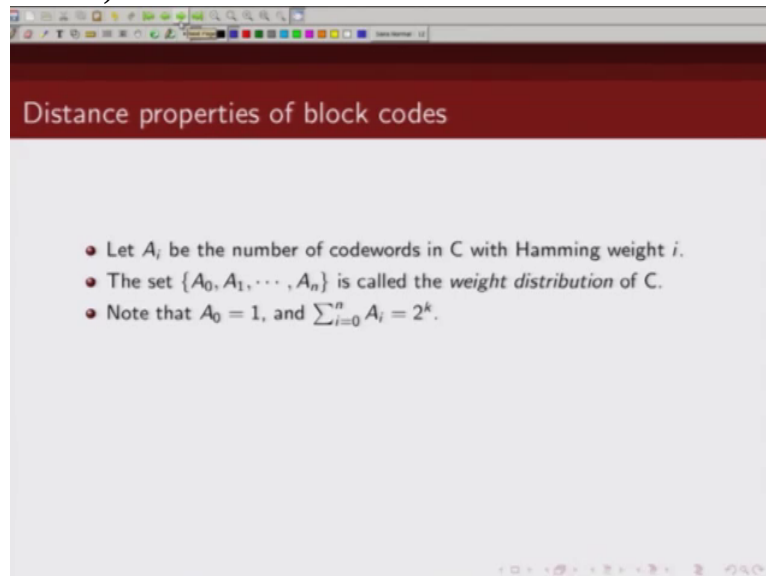 Distance properties of block codes
Let A_i be the number of codewords in C with Hamming weight i.
The set {A_0, A_1, ⋯ , A_n} is called the weight distribution of C.
Note that A_0 = 1, and ∑_{i=0}^{n} A_i = 2^k.